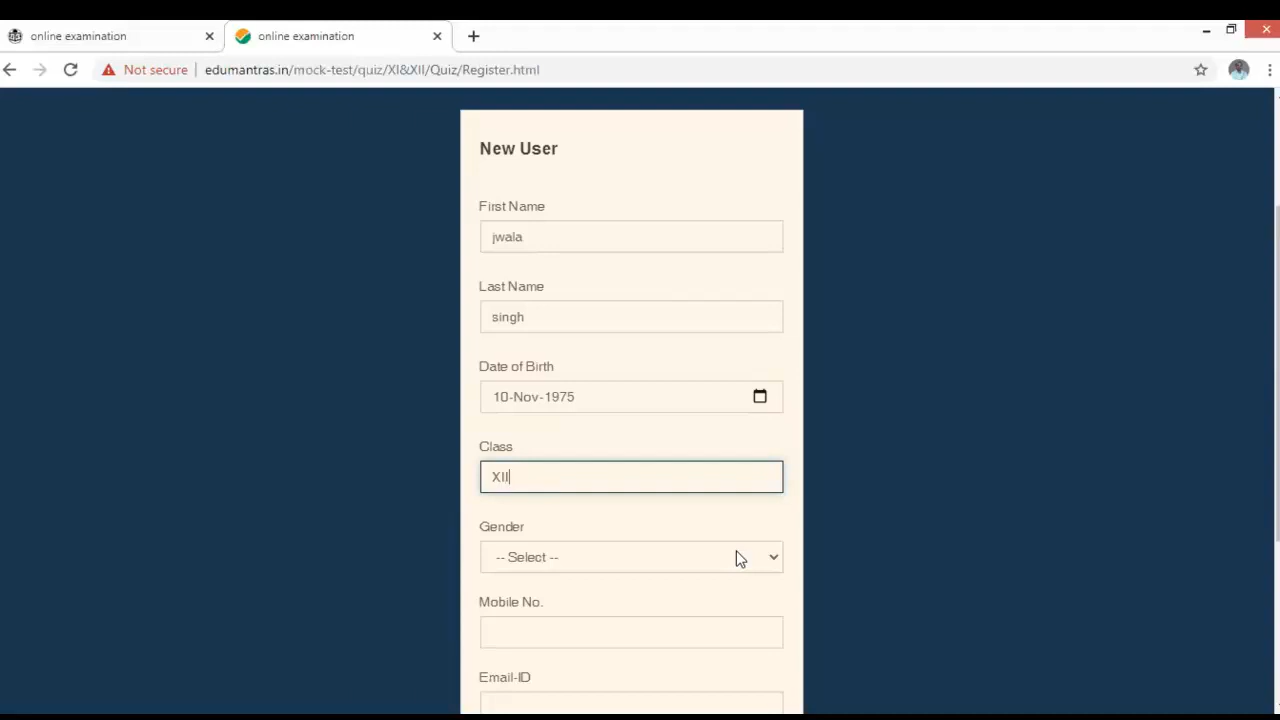 online examination
online examination
Not secure edumantras.in/mock-test/quiz/XI&XII/Quiz/Register.html
New User
First Name
jwala
Last Name
singh
Date of Birth
10-Nov-1975
Class
XII
Gender
-- Select --
Mobile No.
Email-ID